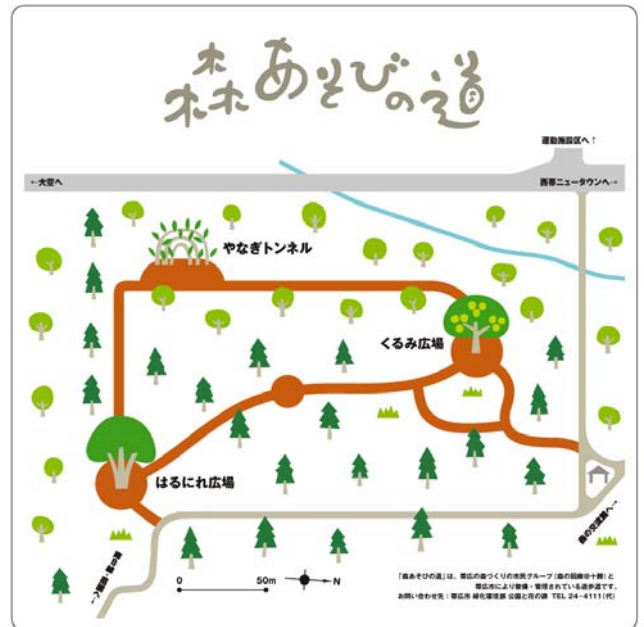 森あそびの道
運動施設区へ↑
←大空へ
西帯ニュータウンへ→
やなぎトンネル
くるみ広場
はるにれ広場
森の交流館へ→
0 50m N
「森あそびの道」は、帯広の森づくりの市民グループ(森の回廊@十勝)と
帯広市により整備・管理されている遊歩道です。
お問い合わせ先:帯広市 緑化環境部 公園と花の課 TEL 24-4111(代)